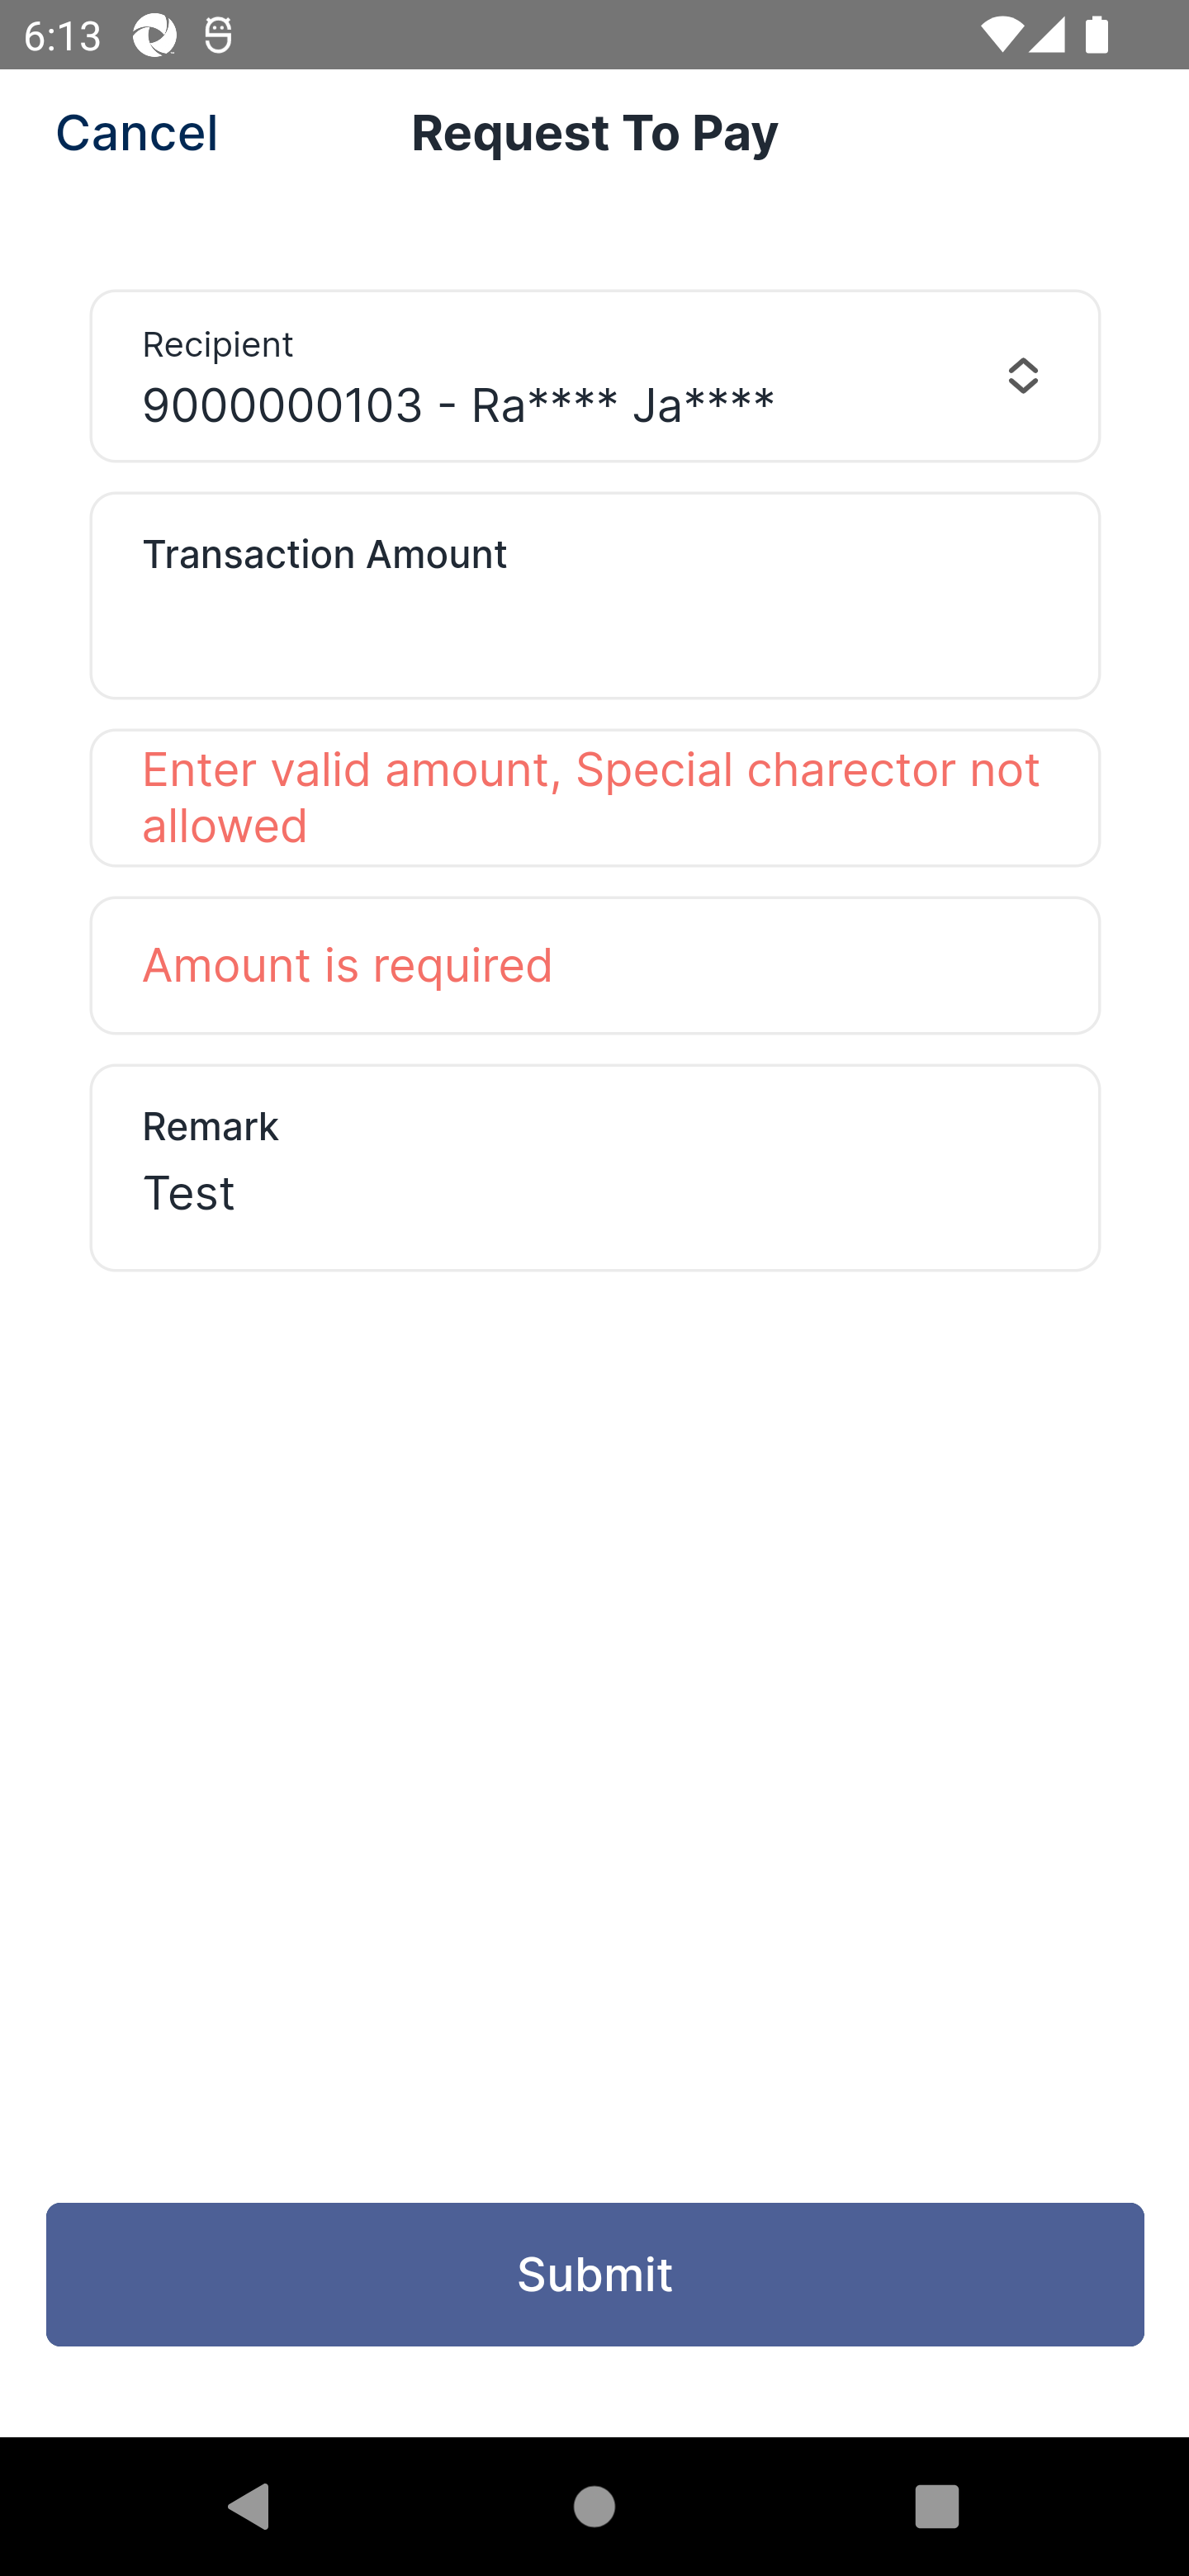 6:13
Cancel
Request To Pay
Recipient
9000000103 - Ra**** Ja****
Transaction Amount
Enter valid amount, Special charector not
allowed
Amount is required
Remark
Test
Submit